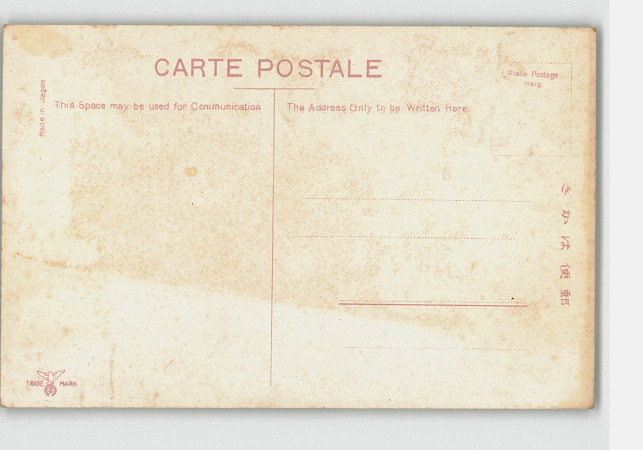 CARTE POSTALE
Made in Japan
This Space may be used for Communication
The Address Only to be Written Here.
Place Postage
Here
きかは便郵
TRADE MARK